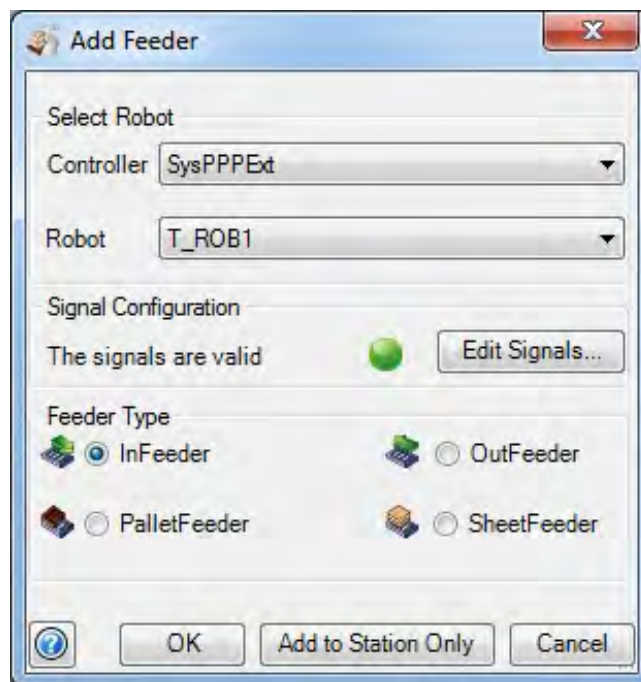 Add Feeder
Select Robot
Controller SysPPPExt
Robot T_ROB1
Signal Configuration
The signals are valid Edit Signals...
Feeder Type
InFeeder OutFeeder
PalletFeeder SheetFeeder
OK Add to Station Only Cancel